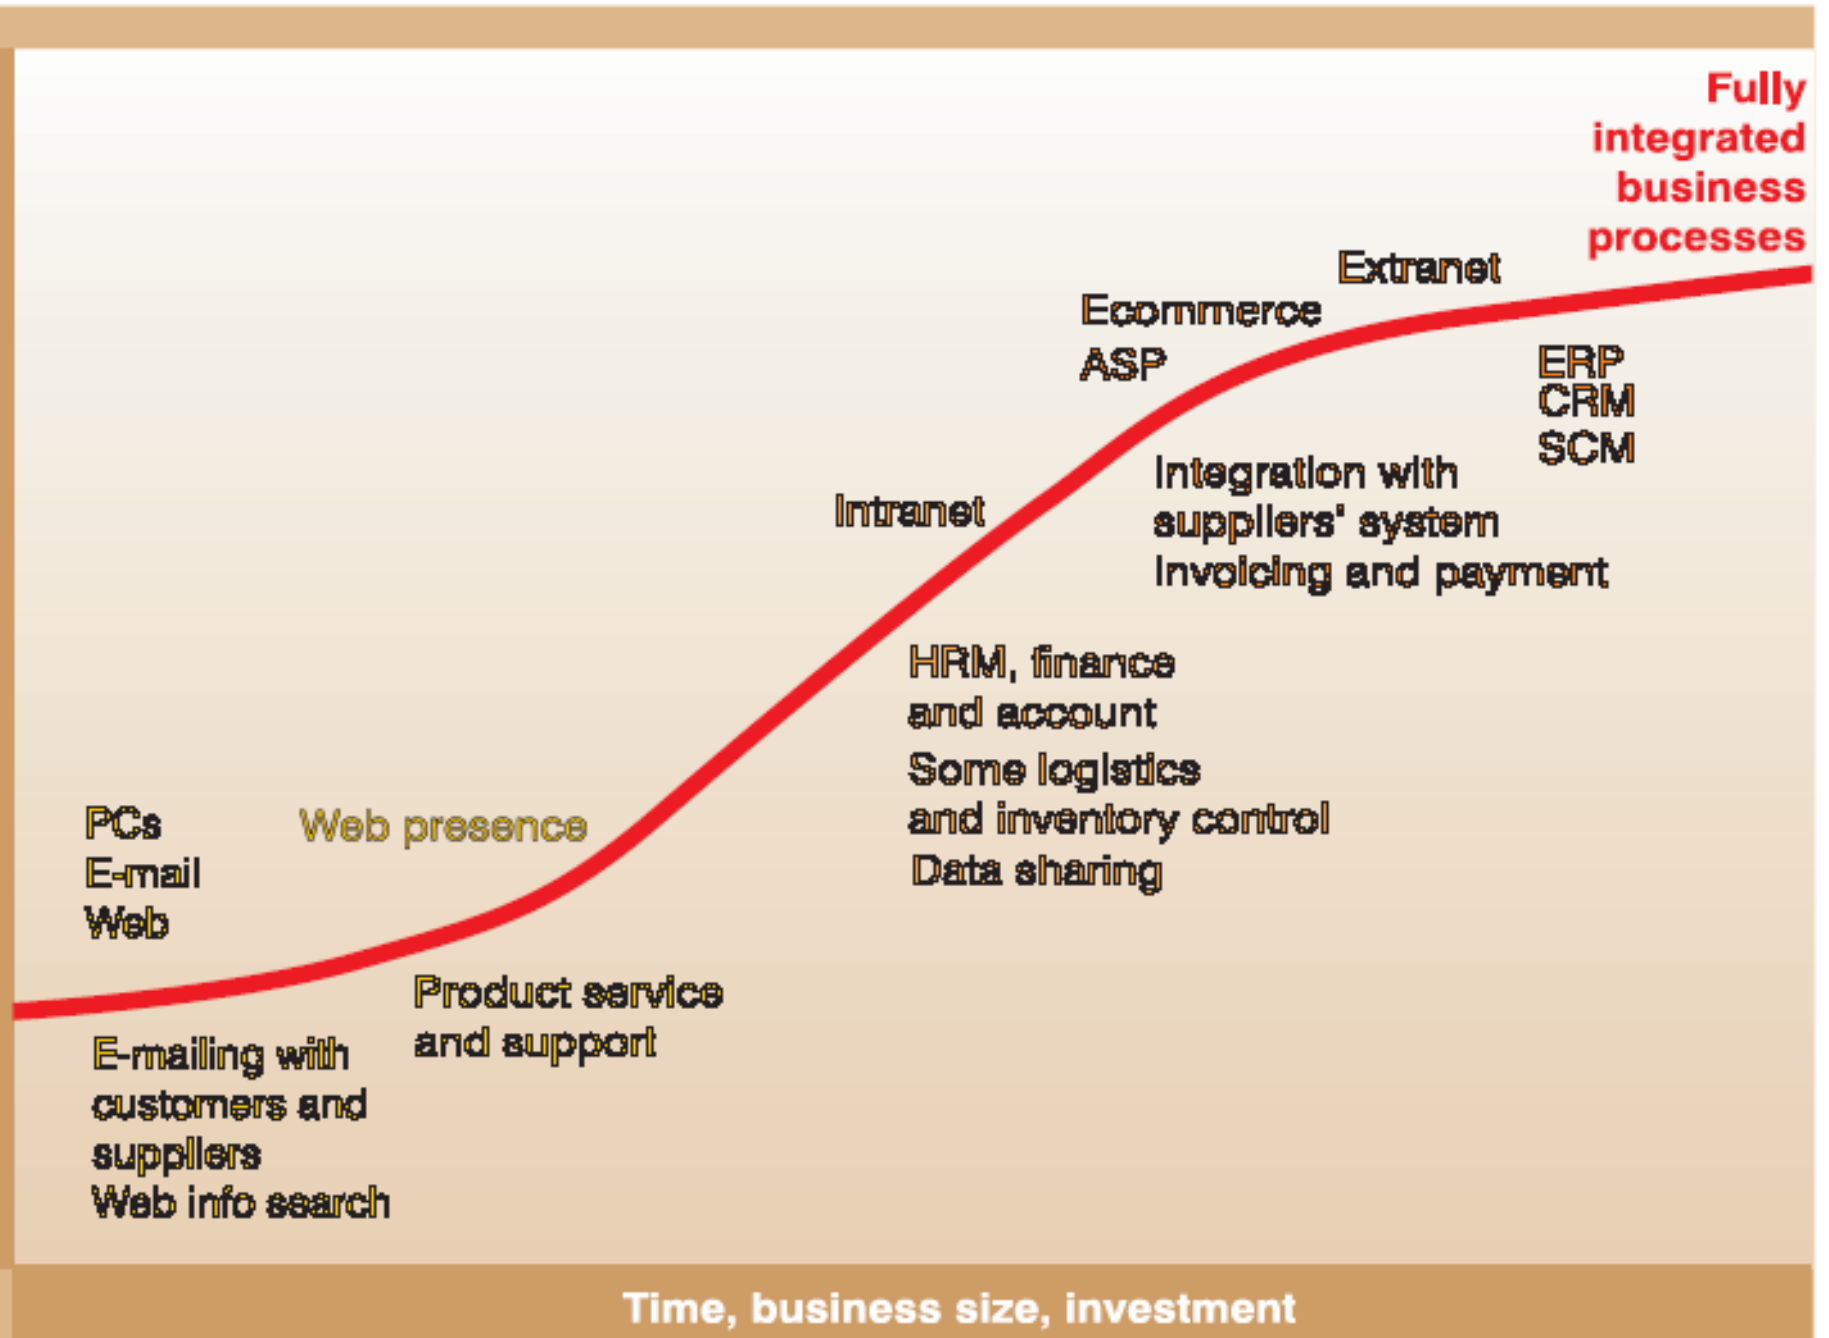 Fully
integrated
business
processes
Extranet
Ecommerce
ASP
ERP
CRM
SCM
Integration with
suppliers' system
Invoicing and payment
Intranet
HRM, finance
and account
Some logistics
and inventory control
Data sharing
PCs
E-mail
Web
Web presence
Product service
and support
E-mailing with
customers and
suppliers
Web info search
Time, business size, investment